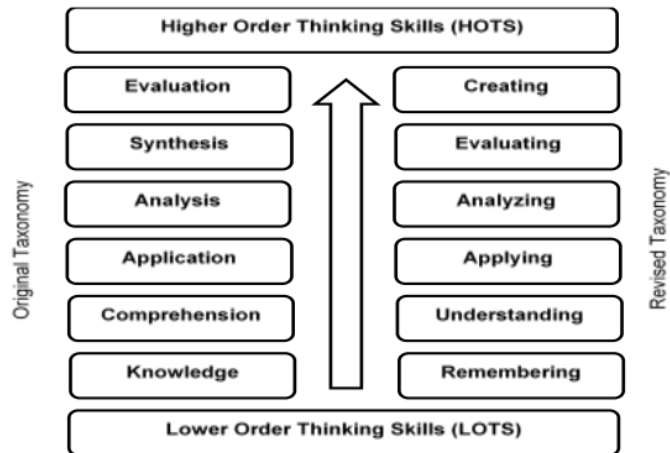 Higher Order Thinking Skills (HOTS)
Evaluation
Creating
Synthesis
Evaluating
Analysis
Analyzing
Application
Applying
Comprehension
Understanding
Knowledge
Remembering
Lower Order Thinking Skills (LOTS)
Original Taxonomy
Revised Taxonomy